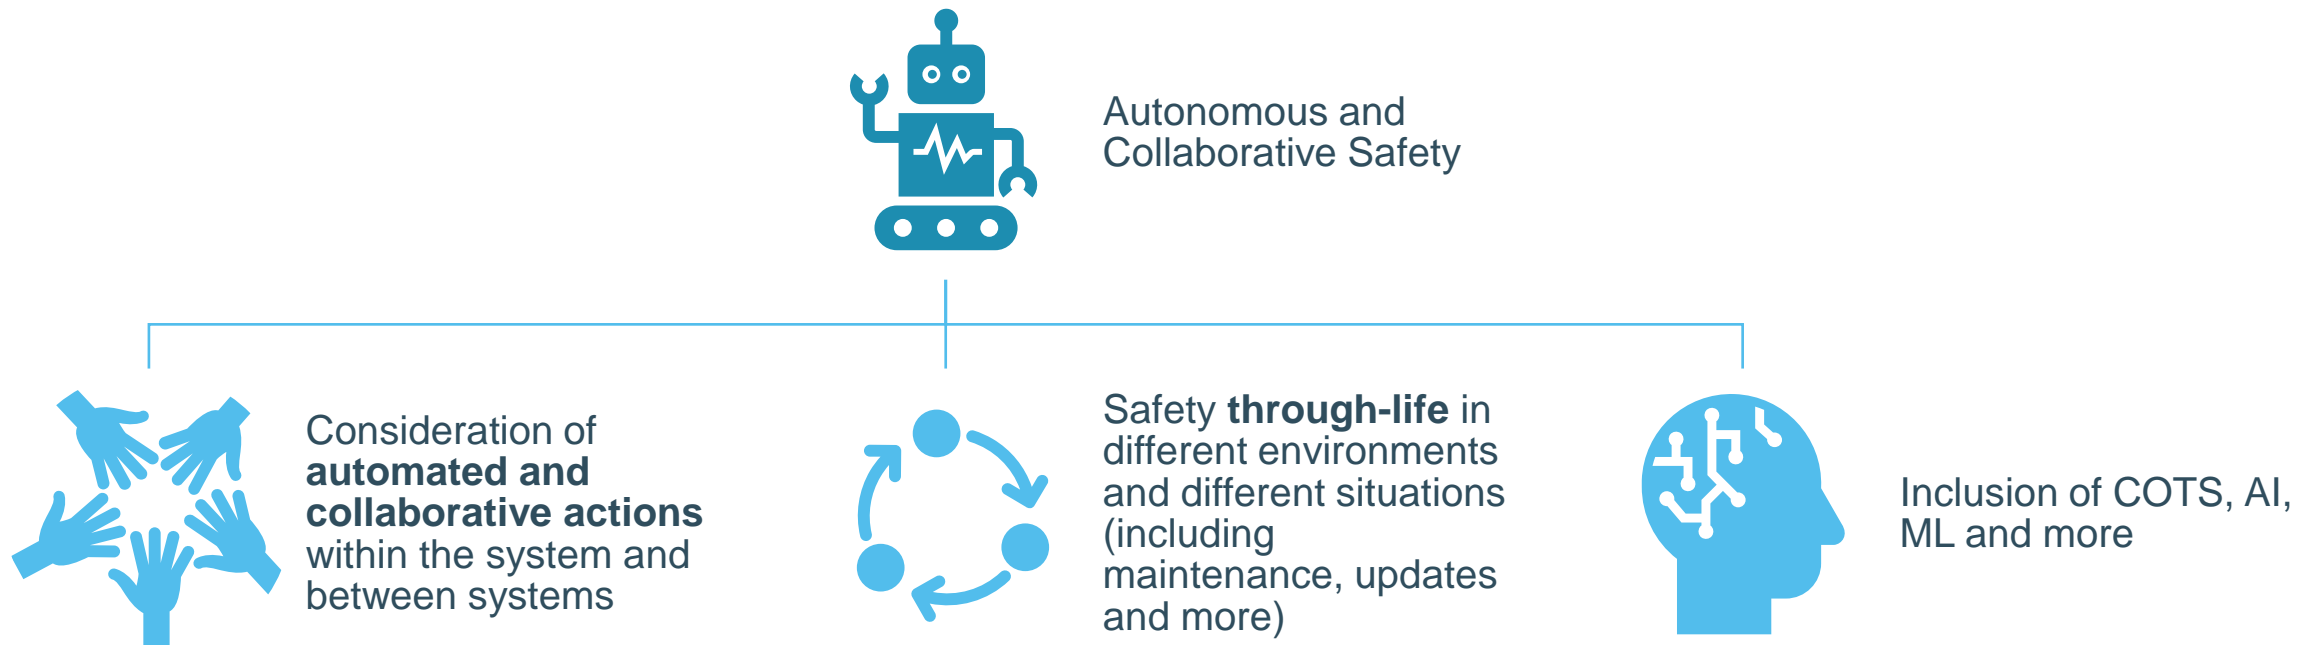 Autonomous and
Collaborative Safety
Consideration of
automated and
collaborative actions
within the system and
between systems
Safety through-life in
different environments
and different situations
(including
maintenance, updates
and more)
Inclusion of COTS, AI,
ML and more